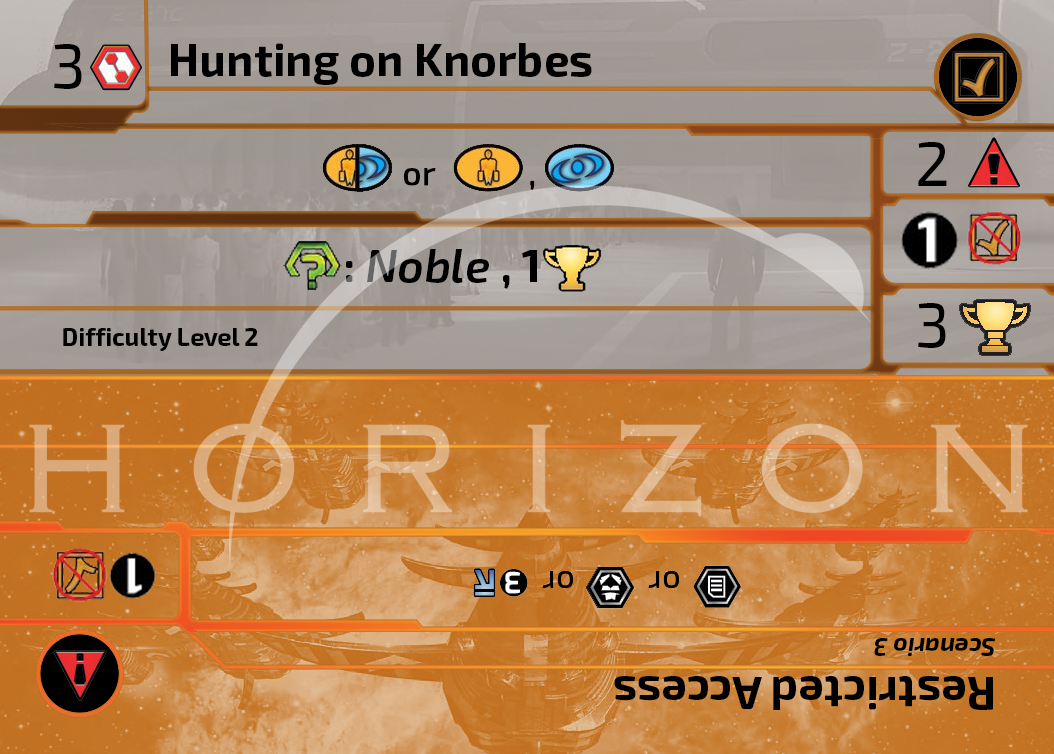 3 Hunting on Knorbes
or ,
2
: Noble , 1
1
Difficulty Level 2
3
HORIZON
Restricted Access
Scenario 3
or or 3
1